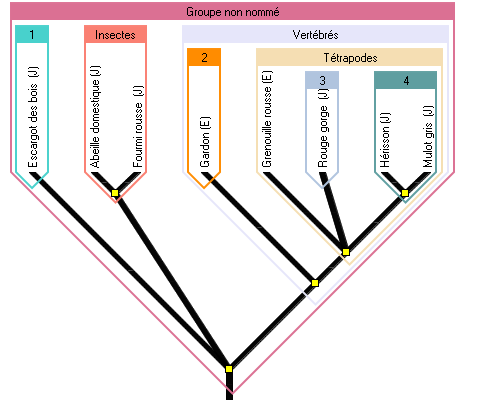 Groupe non nommé
1
Insectes
Vertébrés
2
Tétrapodes
3
4
Escargot des bois (J)
Abeille domestique (J)
Fourmi rousse (J)
Gardon (E)
Grenouille rousse (E)
Rouge gorge (J)
Hérisson (J)
Mulot gris (J)